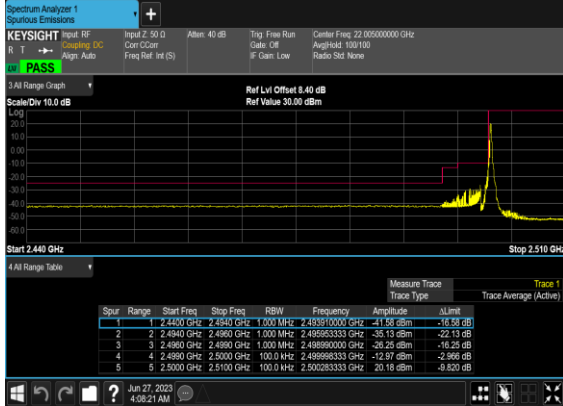 Spectrum Analyzer 1
Spurious Emissions
+
KEYSIGHT Input: RF Input Z: 50 Ω Atten: 40 dB Trig: Free Run Center Freq: 22.005000000 GHz
R T Coupling: DC Corr CCorr Gate: Off Avg|Hold: 100/100
Align: Auto Freq Ref: Int (S) IF Gain: Low Radio Std: None
PASS
3 All Range Graph
Ref Lvl Offset 8.40 dB
Scale/Div 10.0 dB Ref Value 30.00 dBm
Log
20.0
10.0
0.00
-10.0
-20.0
-30.0
-40.0
-50.0
-60.0
Start 2.440 GHz Stop 2.510 GHz
4 All Range Table
Measure Trace Trace 1
Trace Type Trace Average (Active)
Spur Range Start Freq Stop Freq RBW Frequency Amplitude ΔLimit
1 1 2.4400 GHz 2.4940 GHz 1.000 MHz 2.493910000 GHz -41.58 dBm -16.58 dB
2 2 2.4940 GHz 2.4960 GHz 1.000 MHz 2.495953333 GHz -35.13 dBm -22.13 dB
3 3 2.4960 GHz 2.4990 GHz 1.000 MHz 2.498990000 GHz -26.25 dBm -16.25 dB
4 4 2.4990 GHz 2.5000 GHz 100.0 kHz 2.499998333 GHz -12.97 dBm -2.966 dB
5 5 2.5000 GHz 2.5100 GHz 100.0 kHz 2.500283333 GHz 20.18 dBm -9.820 dB
? Jun 27, 2023
4:08:21 AM